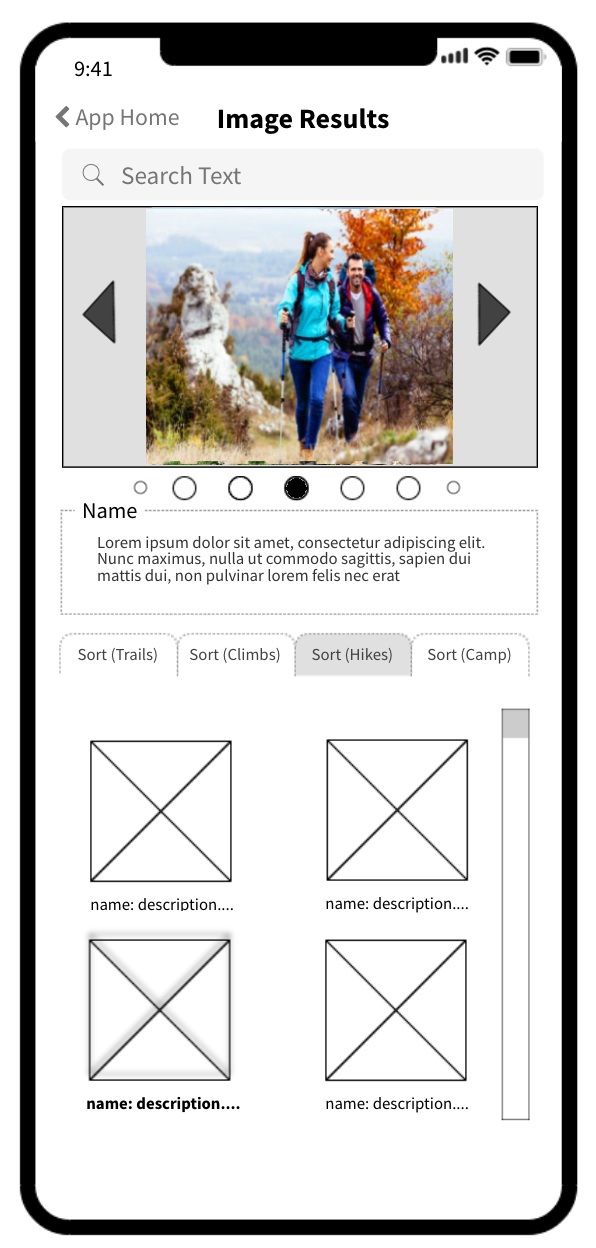 9:41
App Home
Image Results
Search Text
Name
Lorem ipsum dolor sit amet, consectetur adipiscing elit.
Nunc maximus, nulla ut commodo sagittis, sapien dui
mattis dui, non pulvinar lorem felis nec erat
Sort (Trails) Sort (Climbs) Sort (Hikes) Sort (Camp)
name: description.... name: description....
name: description.... name: description....